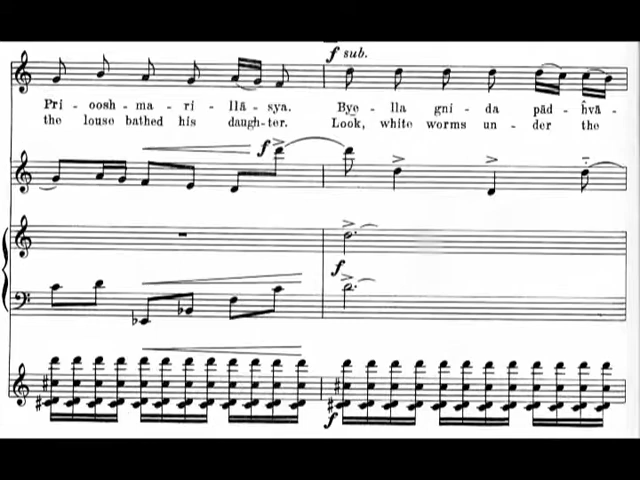 f sub.
Pri - oosh - ma - ri - llā - sya. Bye - lla gni - da pād - h̆vā -
the louse bathed his daugh-ter. Look, white worms un - der the
f
f
f